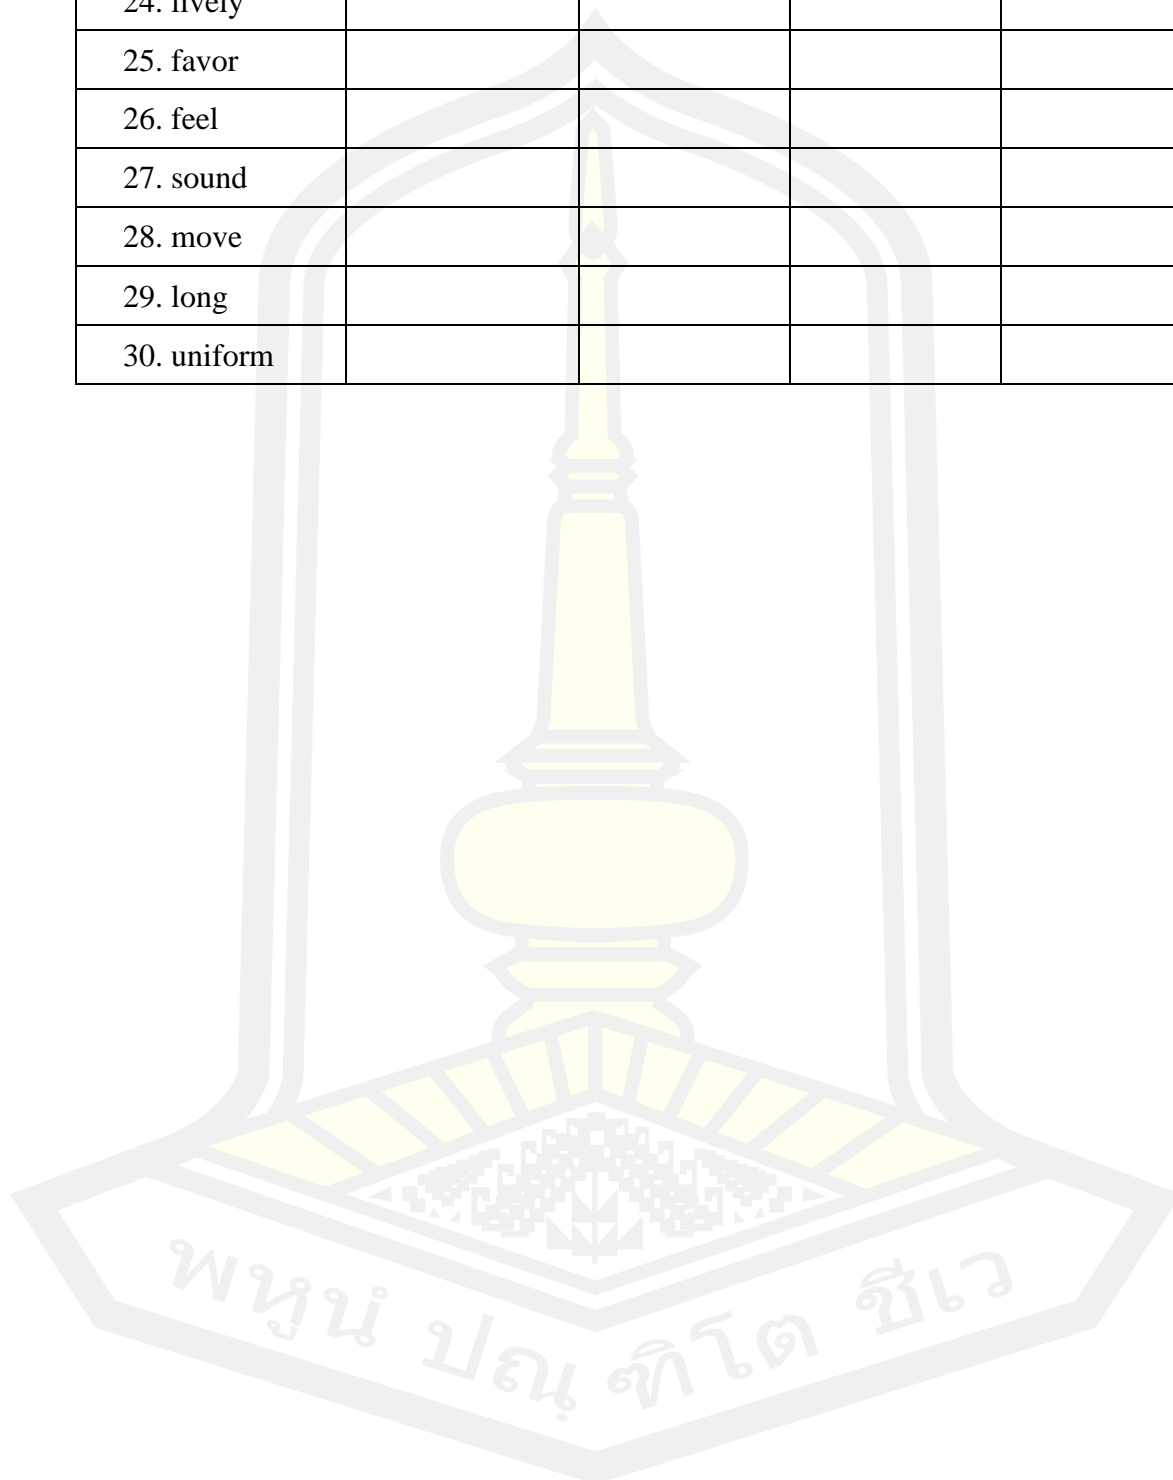 24. lively
25. favor
26. feel
27. sound
28. move
29. long
30. uniform
พหูนํ ปณฺฑิโต ชีเว